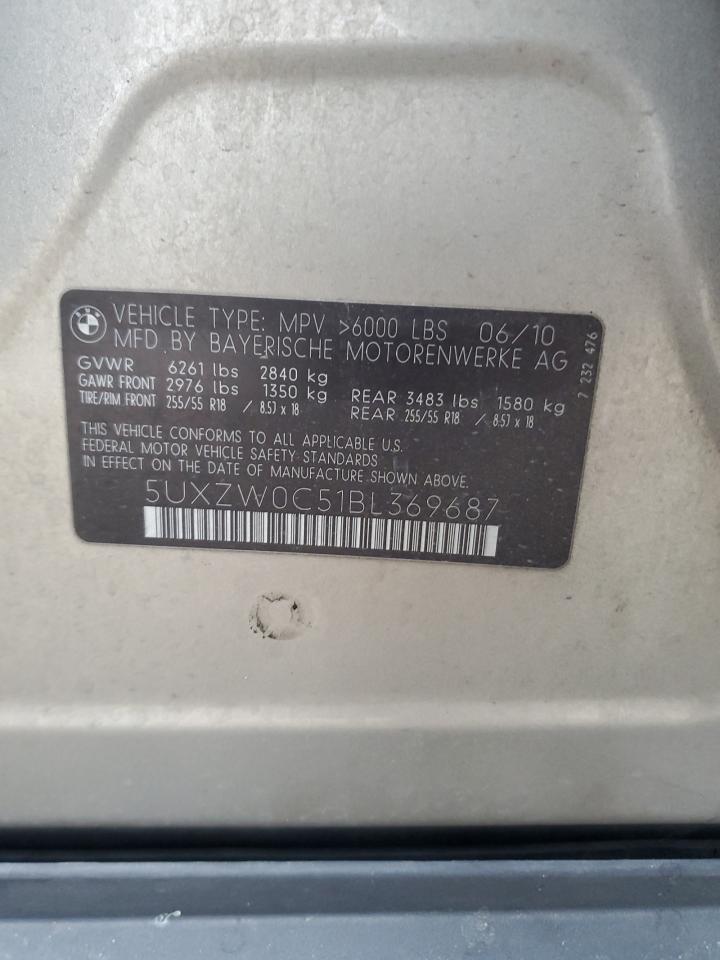 BMW
VEHICLE TYPE: MPV >6000 LBS 06/10
MFD BY BAYERISCHE MOTORENWERKE AG
GVWR 6261 lbs 2840 kg
GAWR FRONT 2976 lbs 1350 kg REAR 3483 lbs 1580 kg
TIRE/RIM FRONT 255/55 R18 / 8.5J x 18 REAR 255/55 R18 / 8.5J x 18
THIS VEHICLE CONFORMS TO ALL APPLICABLE U.S.
FEDERAL MOTOR VEHICLE SAFETY STANDARDS
IN EFFECT ON THE DATE OF MANUFACTURE SHOWN ABOVE.
5UXZW0C51BL369687
7 232 476